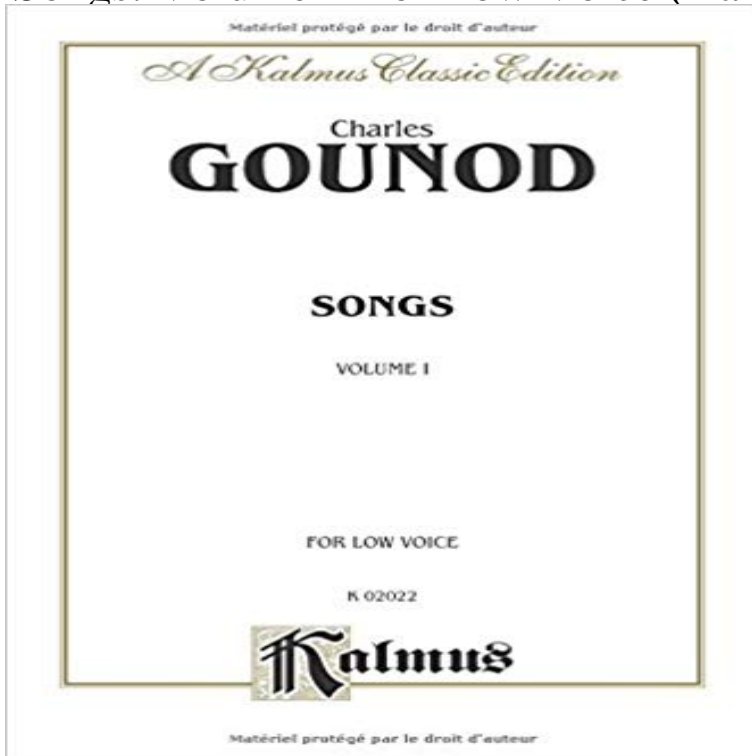 Matériel protégé par le droit d'auteur
A Kalmus Classic Edition
Charles
GOUNOD
SONGS
VOLUME I
FOR LOW VOICE
K 02022
Kalmus
Matériel protégé par le droit d'auteur